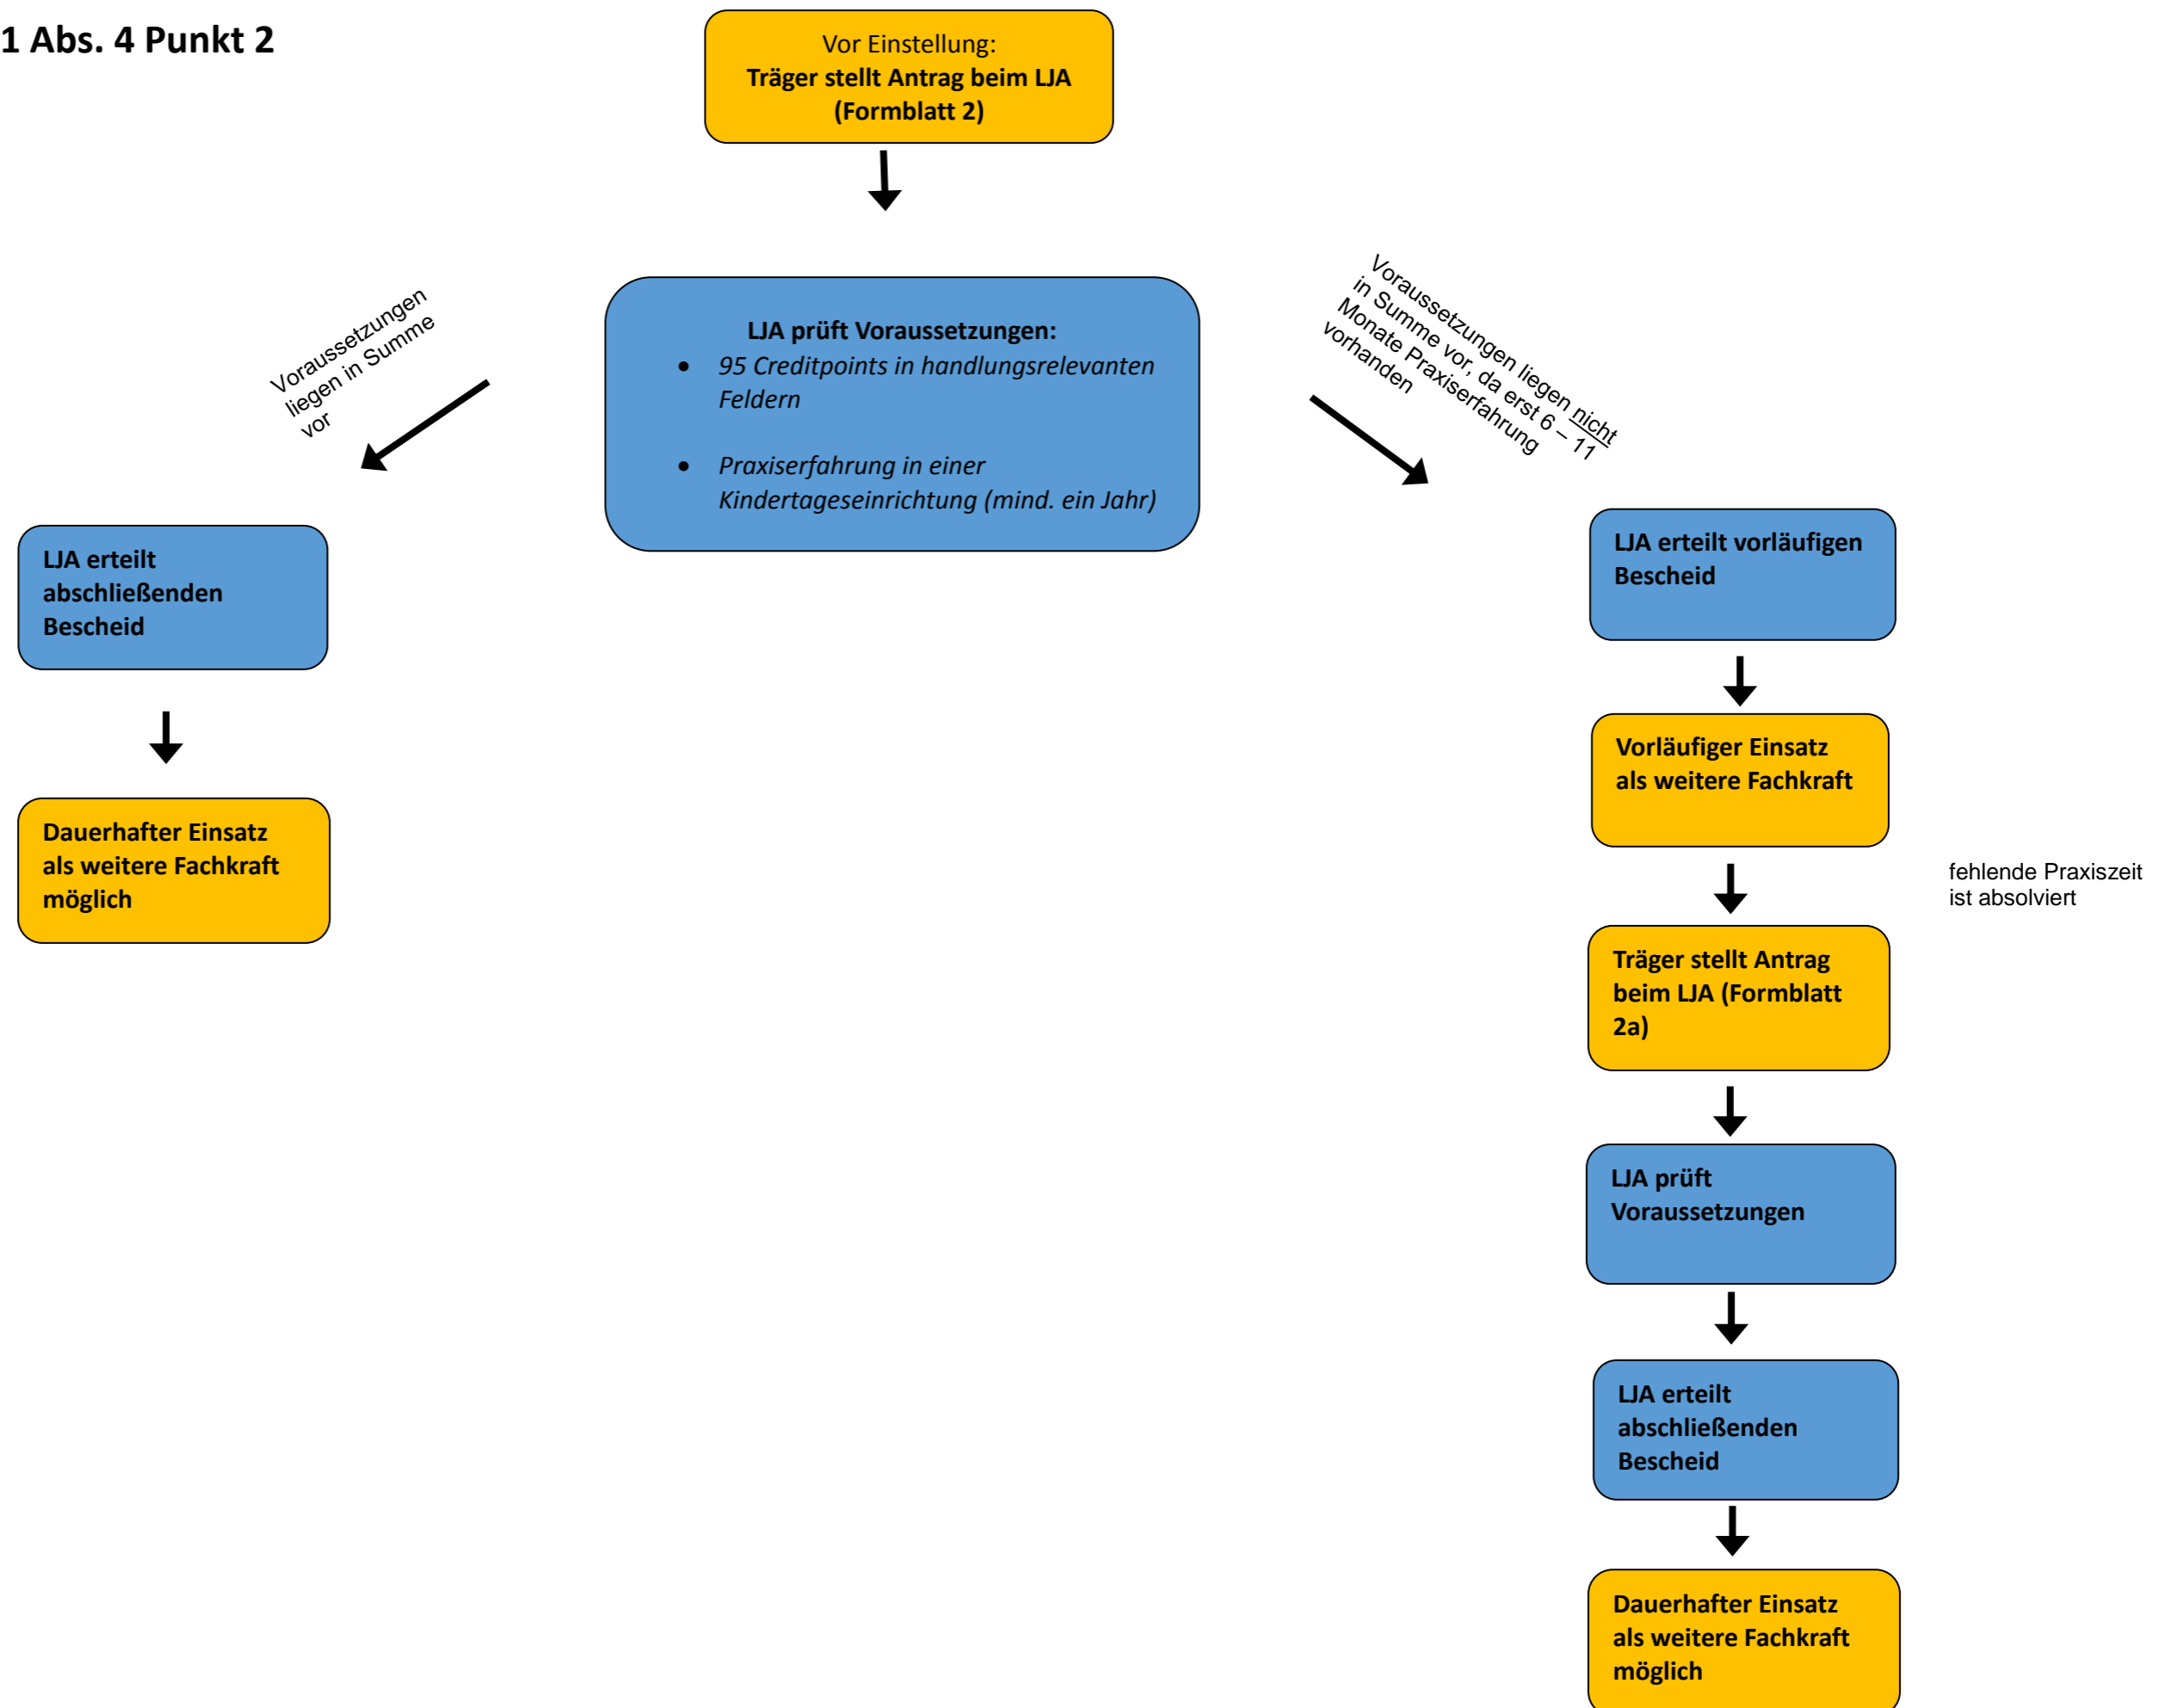 1 Abs. 4 Punkt 2
Vor Einstellung:
Träger stellt Antrag beim LJA
(Formblatt 2)
LJA prüft Voraussetzungen:
• 95 Creditpoints in handlungsrelevanten
Feldern
• Praxiserfahrung in einer
Kindertageseinrichtung (mind. ein Jahr)
Voraussetzungen
liegen in Summe
vor
LJA erteilt
abschließenden
Bescheid
Dauerhafter Einsatz
als weitere Fachkraft
möglich
Voraussetzungen liegen nicht
in Summe vor, da erst 6 – 11
Monate Praxiserfahrung
vorhanden
LJA erteilt vorläufigen
Bescheid
Vorläufiger Einsatz
als weitere Fachkraft
fehlende Praxiszeit
ist absolviert
Träger stellt Antrag
beim LJA (Formblatt
2a)
LJA prüft
Voraussetzungen
LJA erteilt
abschließenden
Bescheid
Dauerhafter Einsatz
als weitere Fachkraft
möglich